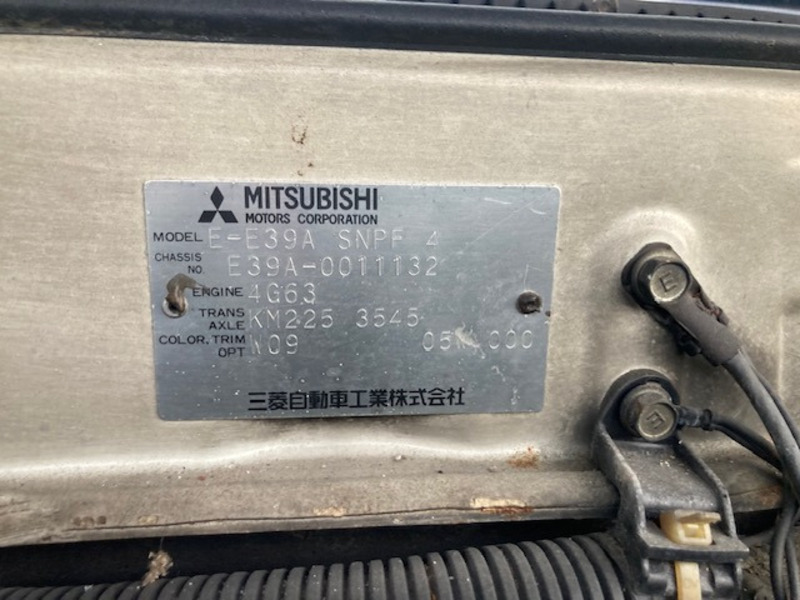 MITSUBISHI
MOTORS CORPORATION
MODEL E-E39A SNPF 4
CHASSIS NO. E39A-0011132
ENGINE 4G63
TRANS AXLE KM225 3545
COLOR, TRIM OPT W09 000
三菱自動車工業株式会社
E
E